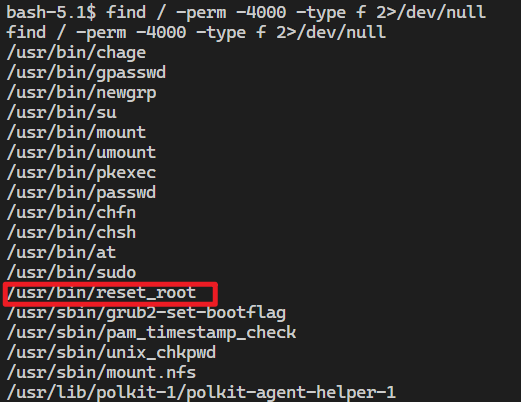 bash-5.1$ find / -perm -4000 -type f 2>/dev/null
find / -perm -4000 -type f 2>/dev/null
/usr/bin/chage
/usr/bin/gpasswd
/usr/bin/newgrp
/usr/bin/su
/usr/bin/mount
/usr/bin/umount
/usr/bin/pkexec
/usr/bin/passwd
/usr/bin/chfn
/usr/bin/chsh
/usr/bin/at
/usr/bin/sudo
/usr/bin/reset_root
/usr/sbin/grub2-set-bootflag
/usr/sbin/pam_timestamp_check
/usr/sbin/unix_chkpwd
/usr/sbin/mount.nfs
/usr/lib/polkit-1/polkit-agent-helper-1